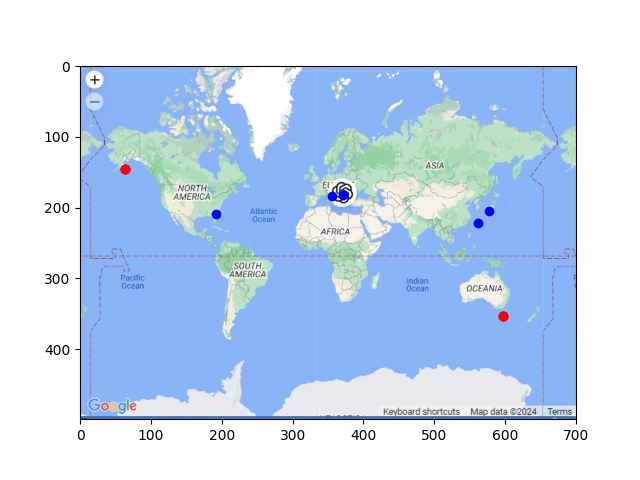 0
100
200
300
400
0 100 200 300 400 500 600 700
+
−
ASIA
NORTH
AMERICA
Atlantic
Ocean
AFRICA
SOUTH
AMERICA
Pacific
Ocean
Indian
Ocean
OCEANIA
Google
Keyboard shortcuts Map data ©2024 Terms